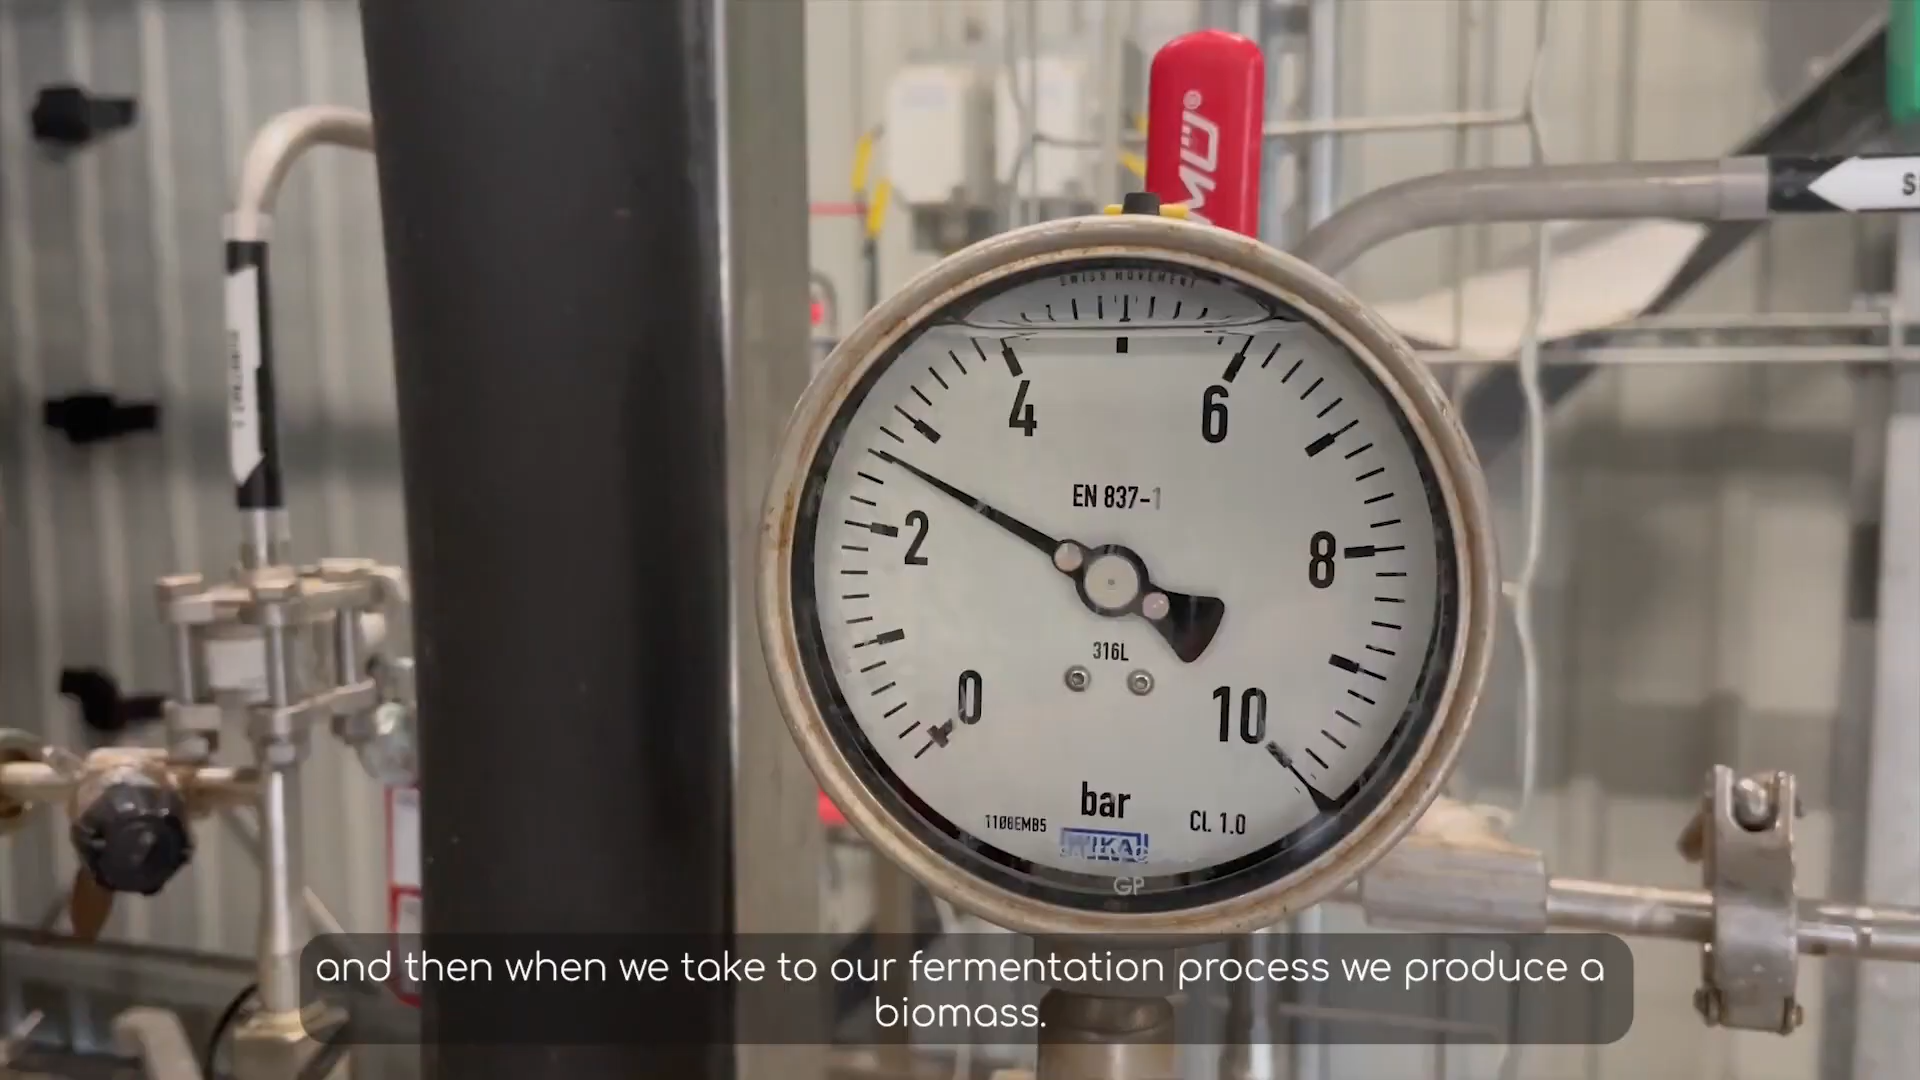 SWISS MOVEMENT
4
6
EN 837-1
2
8
316L
0
10
bar
1108EMB5
Cl. 1.0
WIKA
GP
and then when we take to our fermentation process we produce a
biomass.